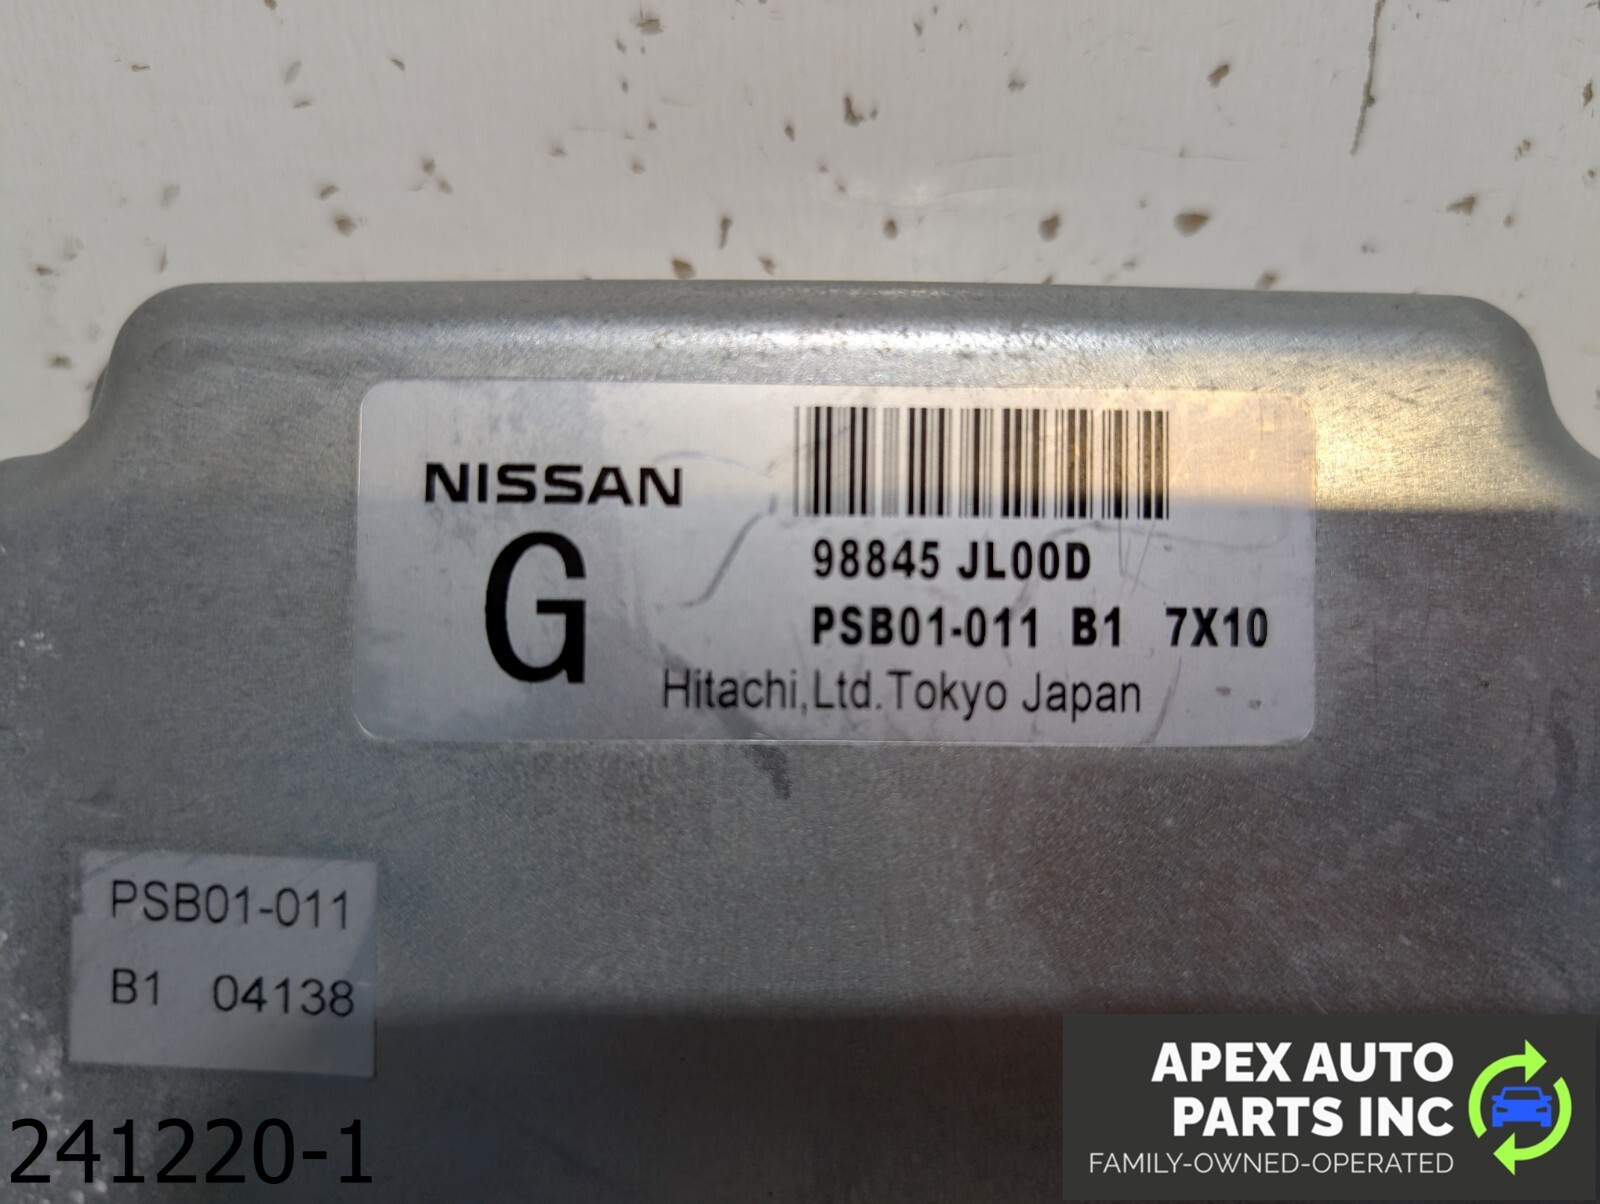 NISSAN
G
98845 JL00D
PSB01-011 B1 7X10
Hitachi,Ltd.Tokyo Japan
PSB01-011
B1 04138
241220-1
APEX AUTO
PARTS INC
FAMILY-OWNED-OPERATED